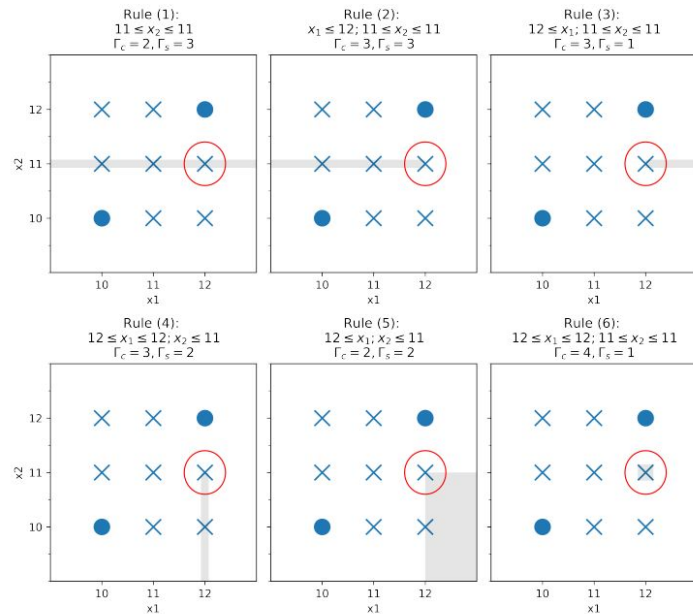 Rule (1):
11 ≤ x₂ ≤ 11
Γc = 2, Γs = 3
x2
12
11
10
10 11 12
x1
Rule (2):
x₁ ≤ 12; 11 ≤ x₂ ≤ 11
Γc = 3, Γs = 3
10 11 12
x1
Rule (3):
12 ≤ x₁; 11 ≤ x₂ ≤ 11
Γc = 3, Γs = 1
10 11 12
x1
Rule (4):
12 ≤ x₁ ≤ 12; x₂ ≤ 11
Γc = 3, Γs = 2
x2
12
11
10
10 11 12
x1
Rule (5):
12 ≤ x₁; x₂ ≤ 11
Γc = 2, Γs = 2
10 11 12
x1
Rule (6):
12 ≤ x₁ ≤ 12; 11 ≤ x₂ ≤ 11
Γc = 4, Γs = 1
10 11 12
x1